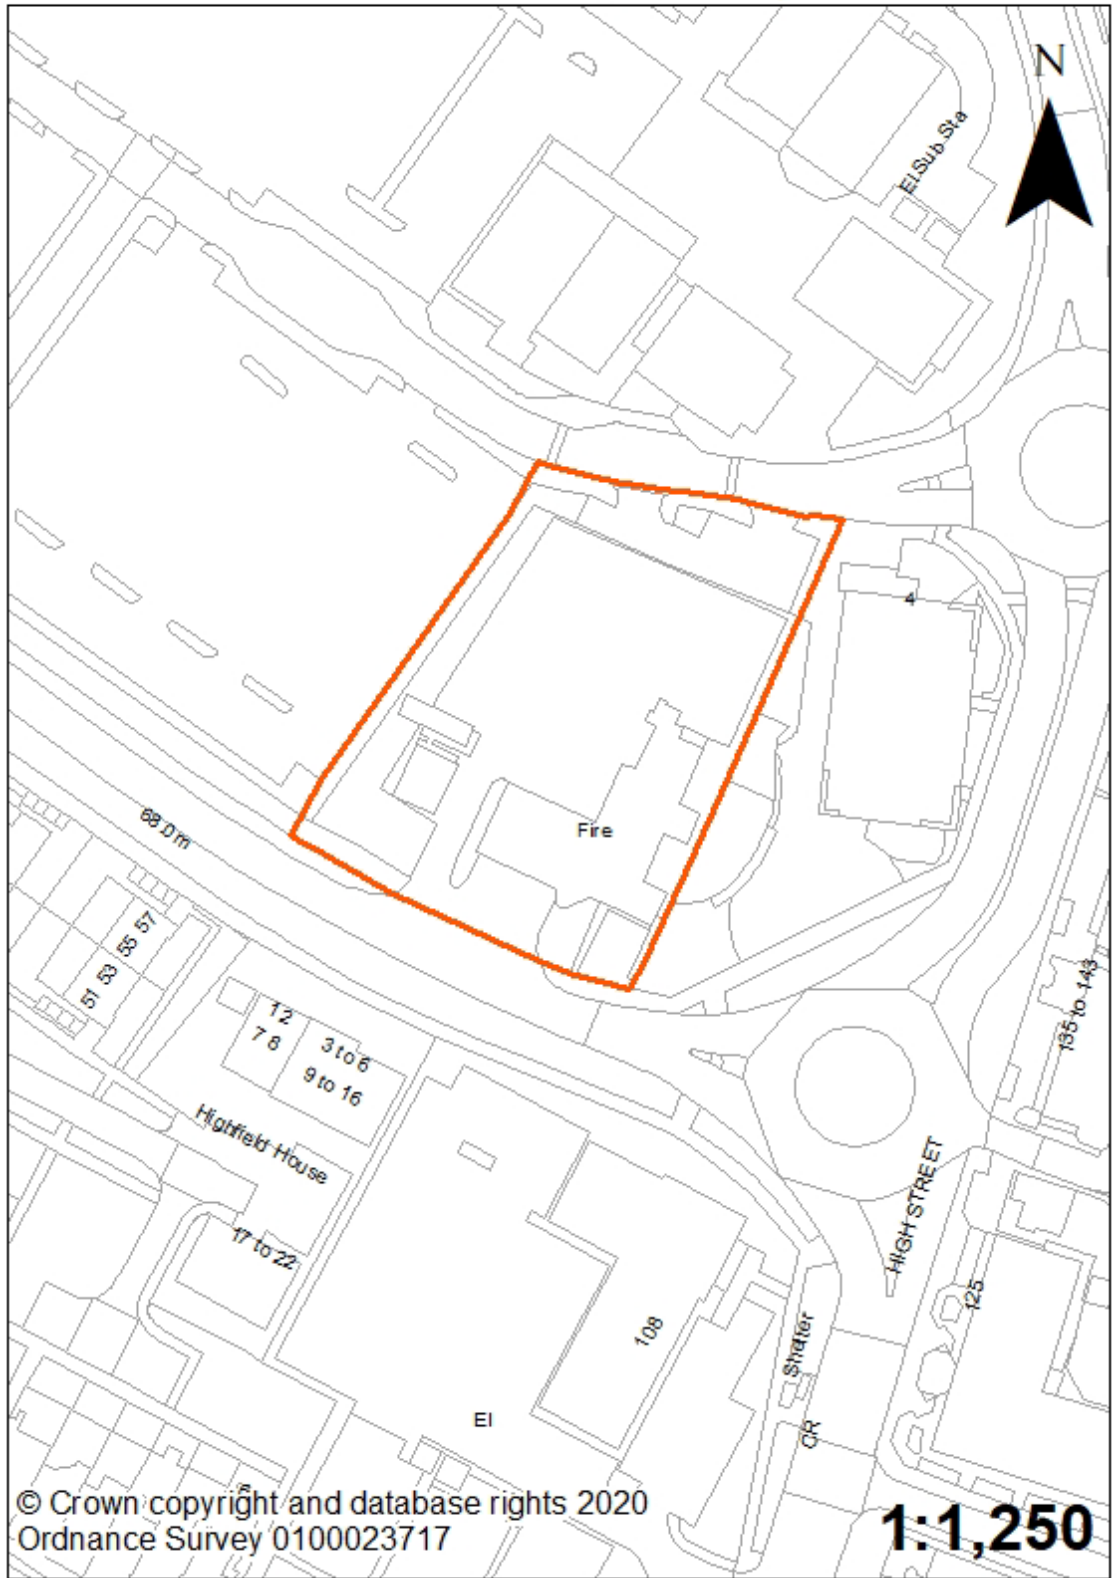 N
El Sub Sta
4
Fire
68.0m
51 53 55 57
1 2
7 8
3 to 6
9 to 16
Highfield House
17 to 22
135 to 143
HIGH STREET
125
108
Shelter
El
CR
© Crown copyright and database rights 2020
Ordnance Survey 0100023717
1:1,250